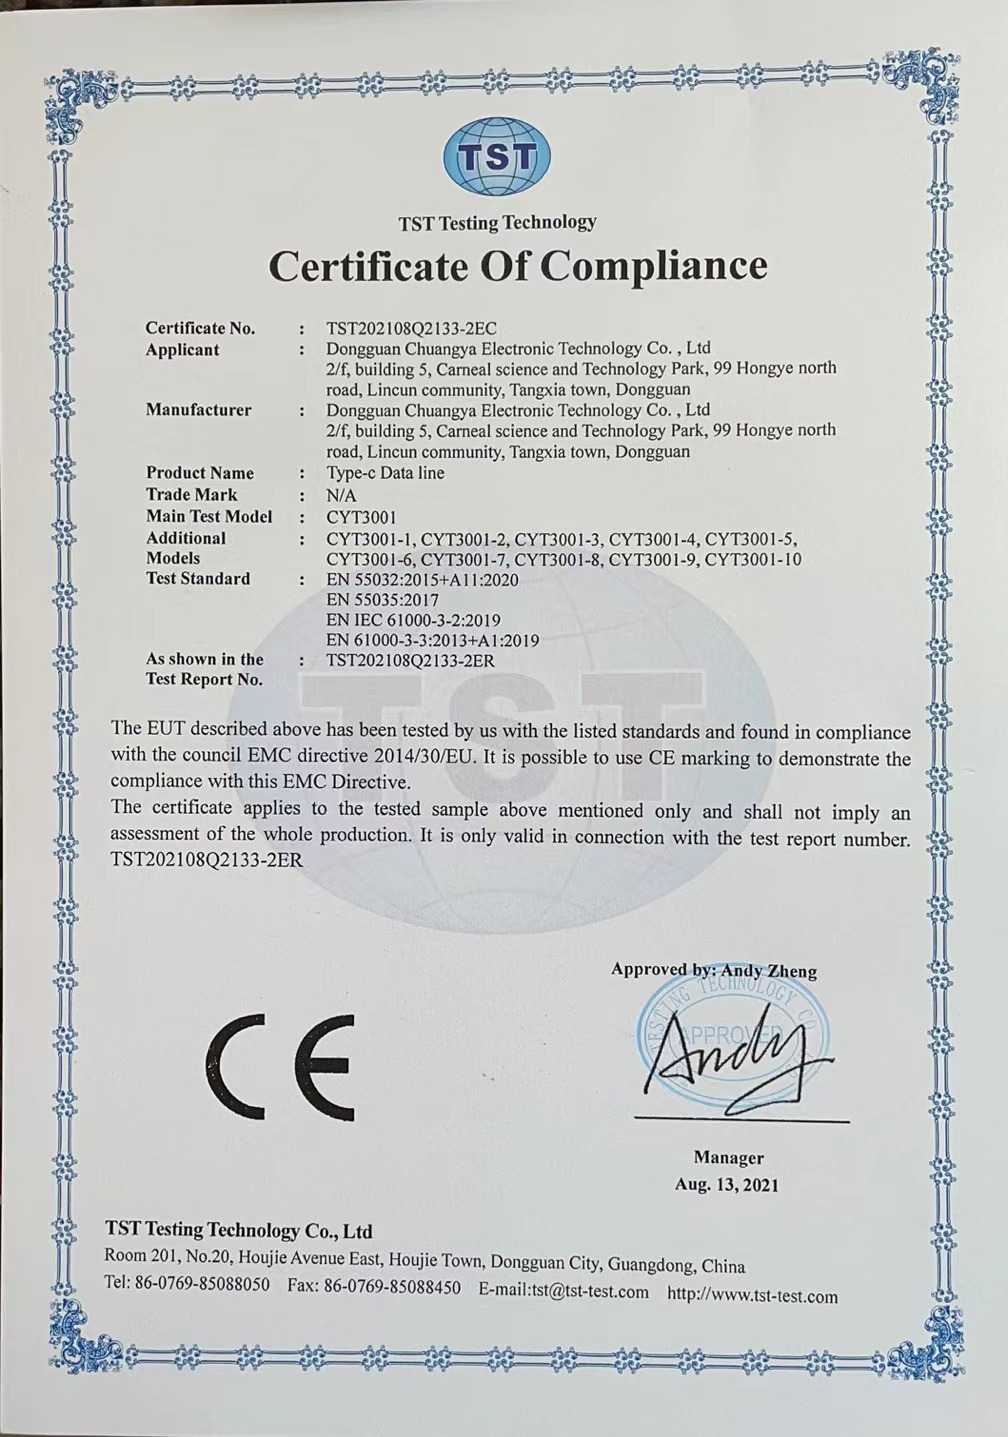 TST
TST Testing Technology
Certificate Of Compliance
Certificate No. : TST202108Q2133-2EC
Applicant : Dongguan Chuangya Electronic Technology Co. , Ltd
2/f, building 5, Carneal science and Technology Park, 99 Hongye north
road, Lincun community, Tangxia town, Dongguan
Manufacturer : Dongguan Chuangya Electronic Technology Co. , Ltd
2/f, building 5, Carneal science and Technology Park, 99 Hongye north
road, Lincun community, Tangxia town, Dongguan
Product Name : Type-c Data line
Trade Mark : N/A
Main Test Model : CYT3001
Additional : CYT3001-1, CYT3001-2, CYT3001-3, CYT3001-4, CYT3001-5,
Models CYT3001-6, CYT3001-7, CYT3001-8, CYT3001-9, CYT3001-10
Test Standard : EN 55032:2015+A11:2020
EN 55035:2017
EN IEC 61000-3-2:2019
EN 61000-3-3:2013+A1:2019
As shown in the : TST202108Q2133-2ER
Test Report No.
TST
The EUT described above has been tested by us with the listed standards and found in compliance
with the council EMC directive 2014/30/EU. It is possible to use CE marking to demonstrate the
compliance with this EMC Directive.
The certificate applies to the tested sample above mentioned only and shall not imply an
assessment of the whole production. It is only valid in connection with the test report number.
TST202108Q2133-2ER
Approved by: Andy Zheng
TESTING TECHNOLOGY CO
APPROVED
Andy
CE
Manager
Aug. 13, 2021
TST Testing Technology Co., Ltd
Room 201, No.20, Houjie Avenue East, Houjie Town, Dongguan City, Guangdong, China
Tel: 86-0769-85088050 Fax: 86-0769-85088450 E-mail:tst@tst-test.com http://www.tst-test.com